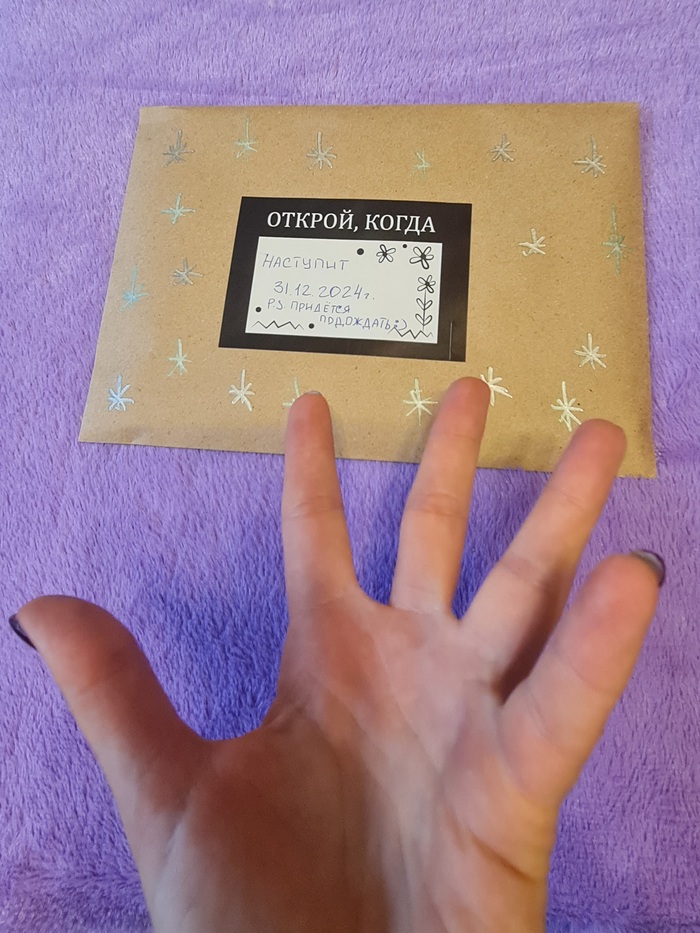 ОТКРОЙ, КОГДА
НАСТУПИТ
31.12.2024г.
P.S. ПРИДЁТСЯ
ПОДОЖДАТЬ :)